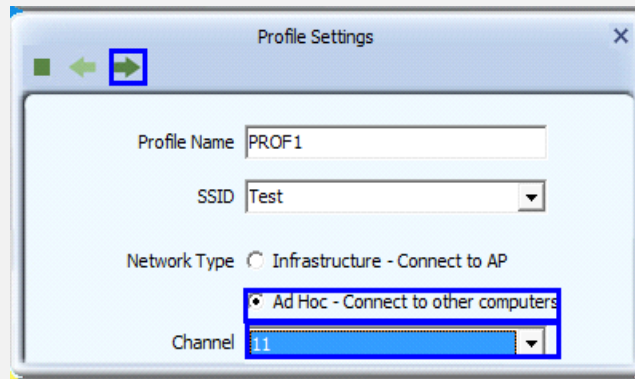 Profile Settings
Profile Name PROF1
SSID Test
Network Type Infrastructure - Connect to AP
Ad Hoc - Connect to other computers
Channel 11